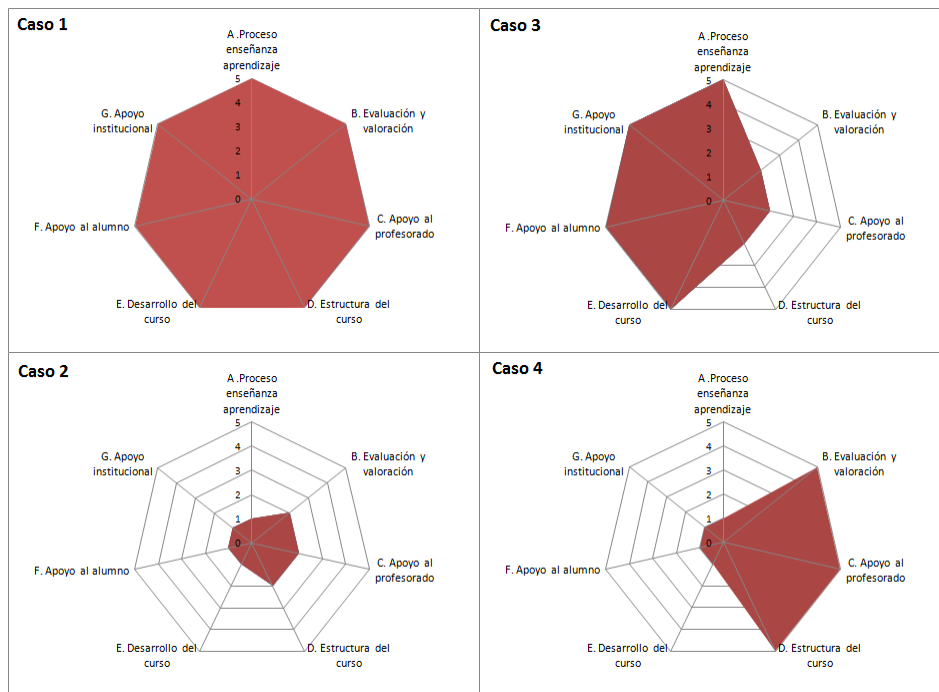 Caso 1
A .Proceso
enseñanza
aprendizaje
5
4
3
2
1
0
B. Evaluación y
valoración
C. Apoyo al
profesorado
D. Estructura del
curso
E. Desarrollo del
curso
F. Apoyo al alumno
G. Apoyo
institucional
Caso 3
A .Proceso
enseñanza
aprendizaje
5
4
3
2
1
0
B. Evaluación y
valoración
C. Apoyo al
profesorado
D. Estructura del
curso
E. Desarrollo del
curso
F. Apoyo al alumno
G. Apoyo
institucional
Caso 2
A .Proceso
enseñanza
aprendizaje
5
4
3
2
1
0
B. Evaluación y
valoración
C. Apoyo al
profesorado
D. Estructura del
curso
E. Desarrollo del
curso
F. Apoyo al alumno
G. Apoyo
institucional
Caso 4
A .Proceso
enseñanza
aprendizaje
5
4
3
2
1
0
B. Evaluación y
valoración
C. Apoyo al
profesorado
D. Estructura del
curso
E. Desarrollo del
curso
F. Apoyo al alumno
G. Apoyo
institucional